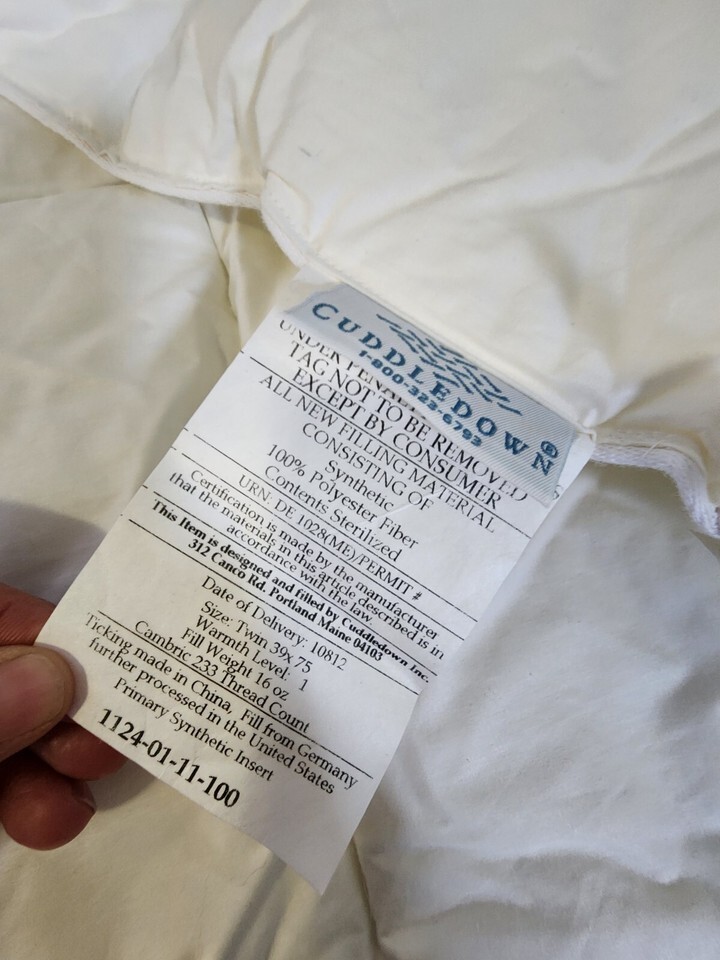 CUDDLEDOWN®
1-800-323-6793
UNDER PENAL
TAG NOT TO BE REMOVED
EXCEPT BY CONSUMER
ALL NEW FILLING MATERIAL
CONSISTING OF
Synthetic
100% Polyester Fiber
Contents Sterilized
URN: DE 1028(ME)/PERMIT #
Certification is made by the manufacturer
that the materials in this article described is in
accordance with the law.
This Item is designed and filled by Cuddledown Inc.
312 Canco Rd. Portland Maine 04103
Date of Delivery: 10812
Size: Twin 39x 75
Warmth Level: 1
Fill Weight 16 oz
Cambric 233 Thread Count
Ticking made in China, Fill from Germany
further processed in the United States
Primary Synthetic Insert
1124-01-11-100